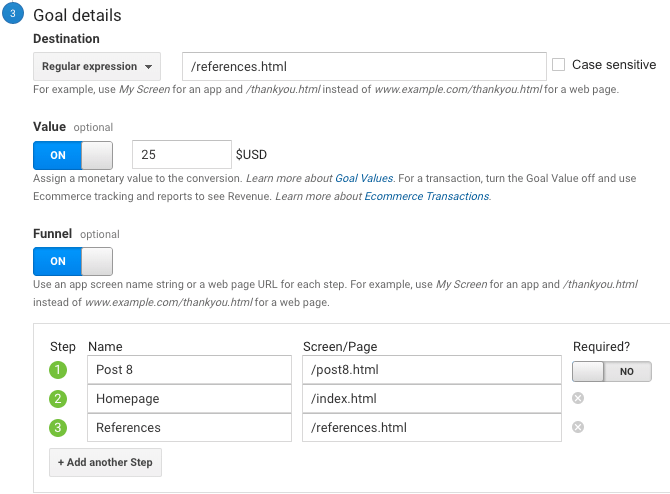 3 Goal details
Destination
Regular expression /references.html Case sensitive
For example, use My Screen for an app and /thankyou.html instead of www.example.com/thankyou.html for a web page.
Value optional
ON 25 $USD
Assign a monetary value to the conversion. Learn more about Goal Values. For a transaction, turn the Goal Value off and use
Ecommerce tracking and reports to see Revenue. Learn more about Ecommerce Transactions.
Funnel optional
ON
Use an app screen name string or a web page URL for each step. For example, use My Screen for an app and /thankyou.html
instead of www.example.com/thankyou.html for a web page.
Step Name Screen/Page Required?
1 Post 8 /post8.html NO
2 Homepage /index.html
3 References /references.html
+ Add another Step